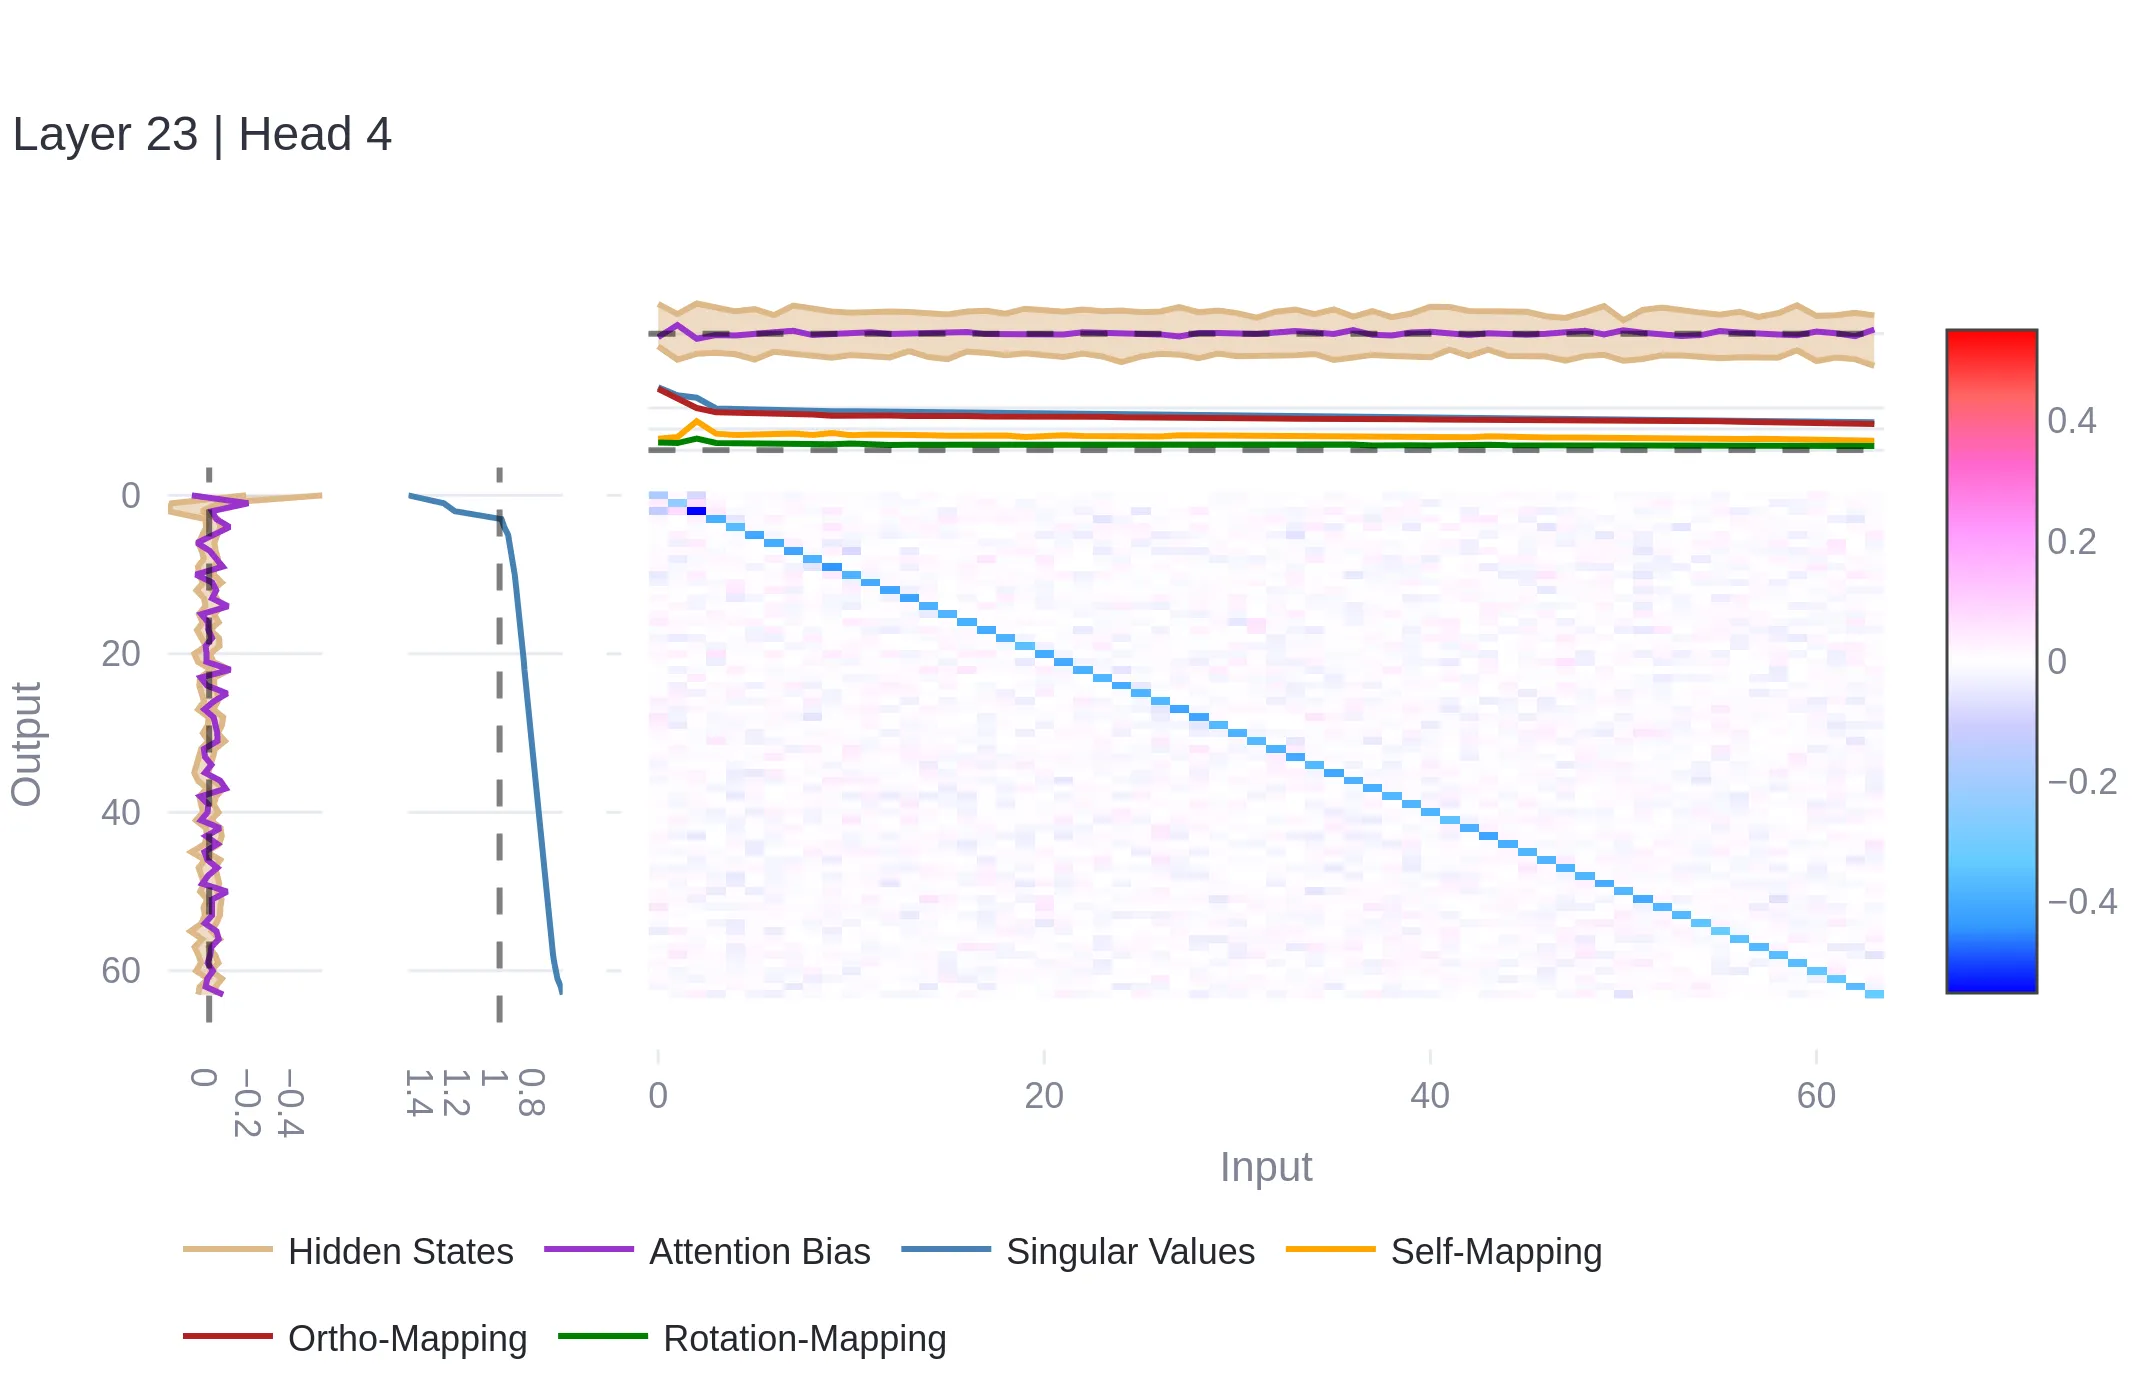 Layer 23 | Head 4
0
20
40
60
Output
0
−0.2
−0.4
1.4
1.2
1
0.8
0
20
40
60
Input
0.4
0.2
0
−0.2
−0.4
Hidden States
Attention Bias
Singular Values
Self-Mapping
Ortho-Mapping
Rotation-Mapping